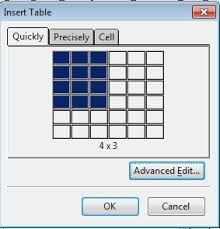 Insert Table
Quickly Precisely Cell
4 x 3
Advanced Edit...
OK Cancel